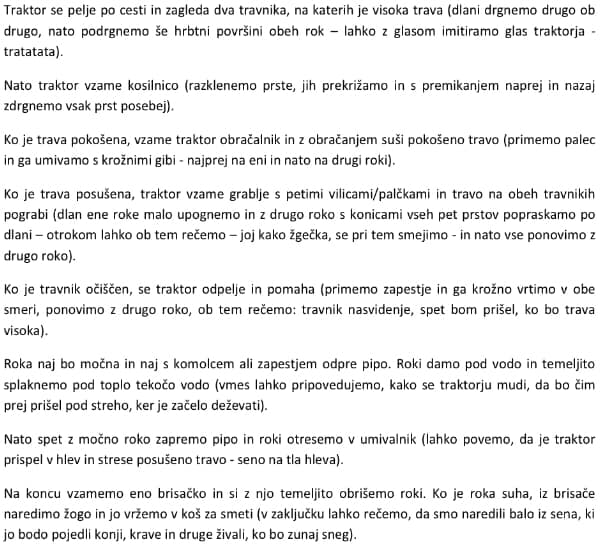 Traktor se pelje po cesti in zagleda dva travnika, na katerih je visoka trava (dlani drgnemo drugo ob
drugo, nato podrgnemo še hrbtni površini obeh rok – lahko z glasom imitiramo glas traktorja -
tratatata).
Nato traktor vzame kosilnico (razklenemo prste, jih prekrižamo in s premikanjem naprej in nazaj
zdrgnemo vsak prst posebej).
Ko je trava pokošena, vzame traktor obračalnik in z obračanjem suši pokošeno travo (primemo palec
in ga umivamo s krožnimi gibi - najprej na eni in nato na drugi roki).
Ko je trava posušena, traktor vzame grablje s petimi vilicami/palčkami in travo na obeh travnikih
pograbi (dlan ene roke malo upognemo in z drugo roko s konicami vseh pet prstov popraskamo po
dlani – otrokom lahko ob tem rečemo – joj kako žgečka, se pri tem smejimo - in nato vse ponovimo z
drugo roko).
Ko je travnik očiščen, se traktor odpelje in pomaha (primemo zapestje in ga krožno vrtimo v obe
smeri, ponovimo z drugo roko, ob tem rečemo: travnik nasvidenje, spet bom prišel, ko bo trava
visoka).
Roka naj bo močna in naj s komolcem ali zapestjem odpre pipo. Roki damo pod vodo in temeljito
splaknemo pod toplo tekočo vodo (vmes lahko pripovedujemo, kako se traktorju mudi, da bo čim
prej prišel pod streho, ker je začelo deževati).
Nato spet z močno roko zapremo pipo in roki otresemo v umivalnik (lahko povemo, da je traktor
prispel v hlev in strese posušeno travo - seno na tla hleva).
Na koncu vzamemo eno brisačko in si z njo temeljito obrišemo roki. Ko je roka suha, iz brisače
naredimo žogo in jo vržemo v koš za smeti (v zaključku lahko rečemo, da smo naredili balo iz sena, ki
jo bodo pojedli konji, krave in druge živali, ko bo zunaj sneg).